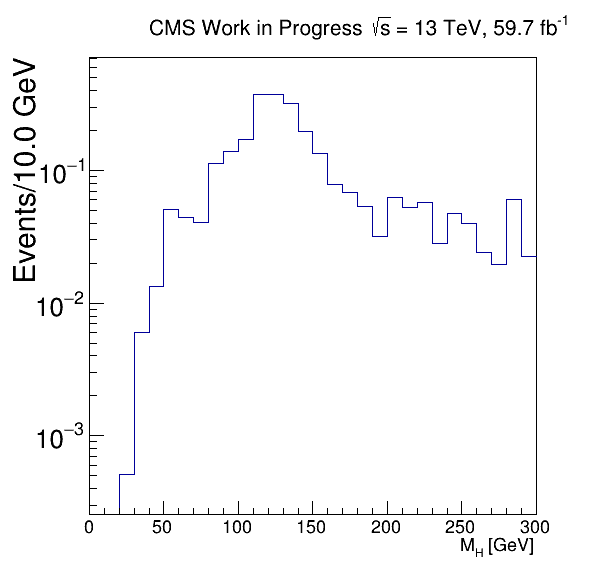 CMS Work in Progress √s = 13 TeV, 59.7 fb⁻¹
Events/10.0 GeV
10⁻¹
10⁻²
10⁻³
0 50 100 150 200 250 300
M_H [GeV]